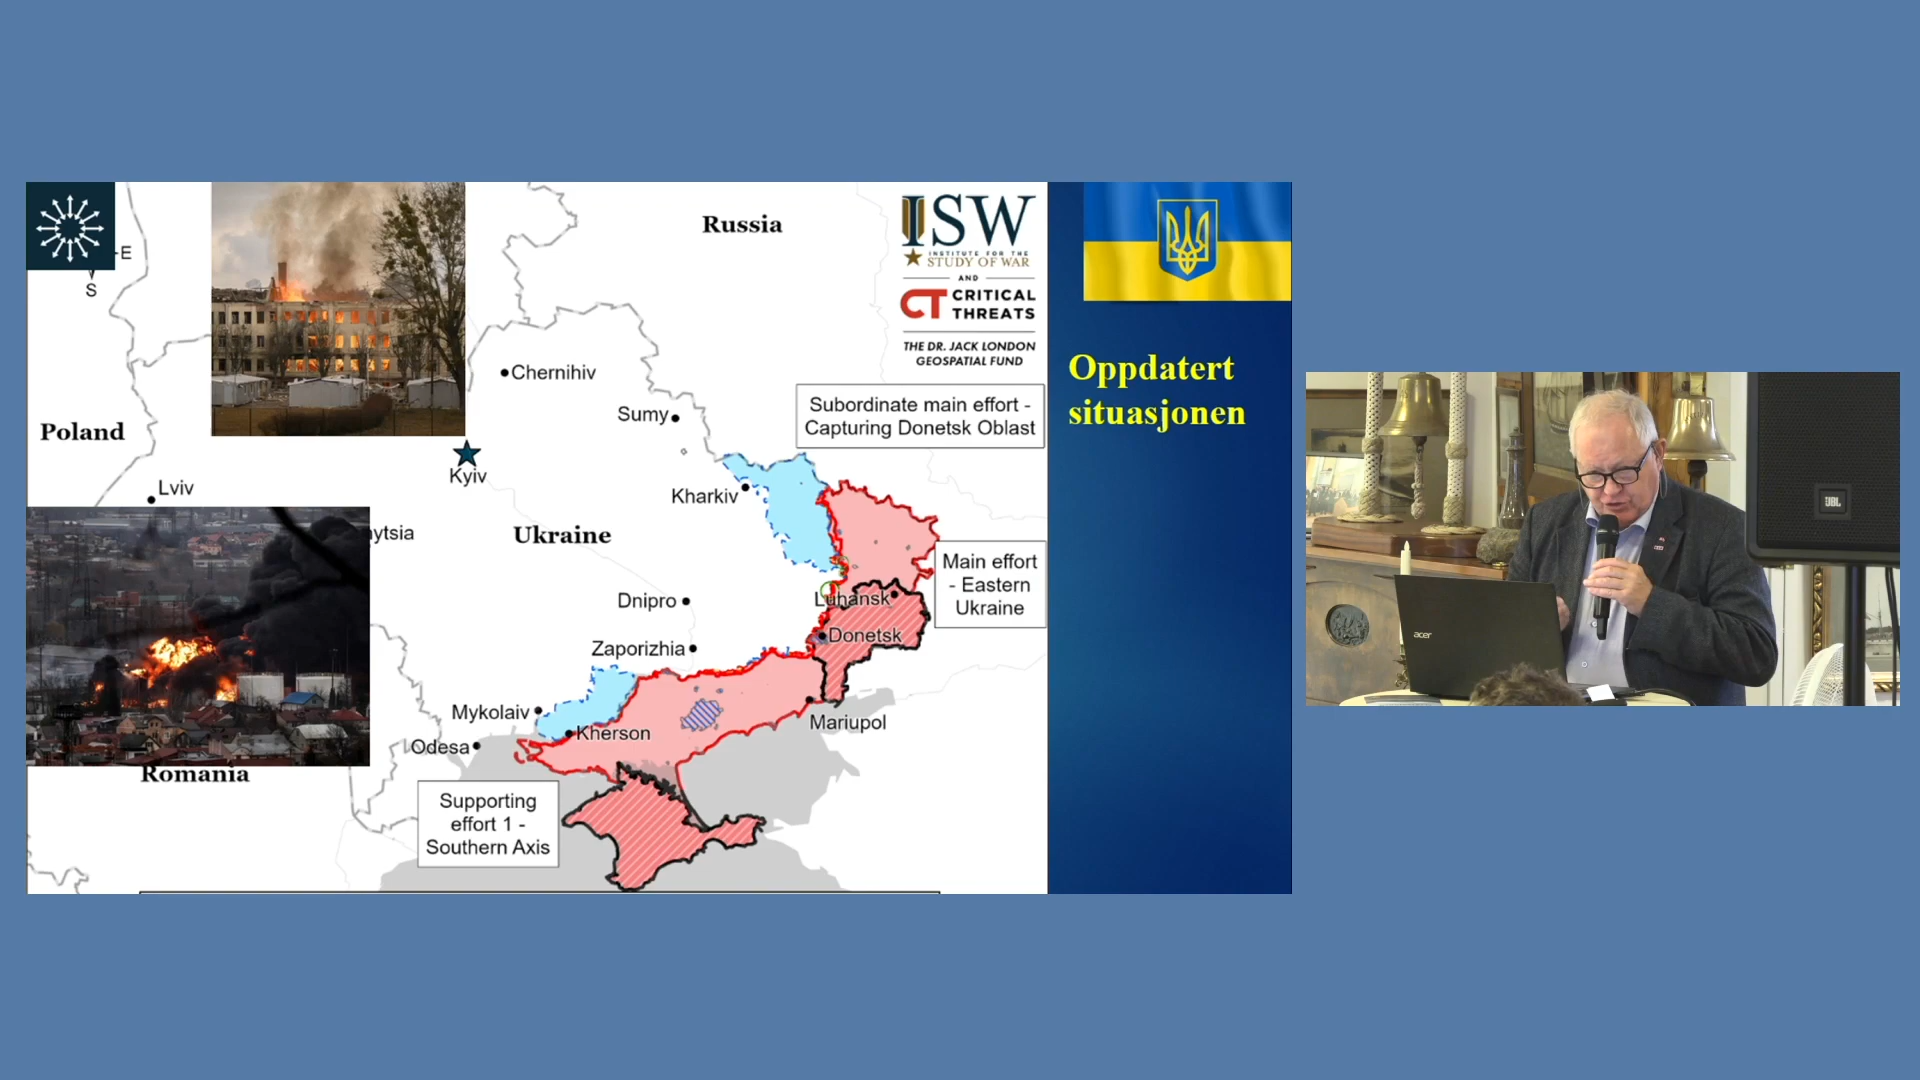 -E
S
Russia
ISW
INSTITUTE FOR THE
STUDY OF WAR
AND
CT CRITICAL
THREATS
THE DR. JACK LONDON
GEOSPATIAL FUND
Oppdatert
situasjonen
Chernihiv
Sumy
Subordinate main effort -
Capturing Donetsk Oblast
Poland
Kyiv
Lviv
Kharkiv
ytsia
Ukraine
Main effort
- Eastern
Ukraine
Dnipro
Luhansk
Donetsk
Zaporizhia
Mykolaiv
Mariupol
Kherson
Odesa
Romania
Supporting
effort 1 -
Southern Axis
JBL
acer